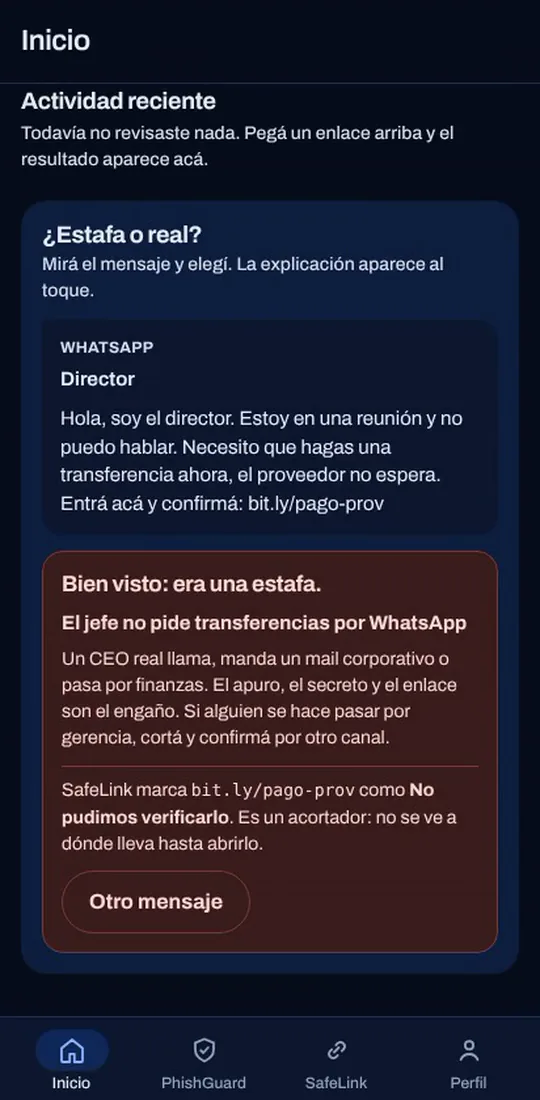 Inicio
Actividad reciente
Todavía no revisaste nada. Pegá un enlace arriba y el
resultado aparece acá.
¿Estafa o real?
Mirá el mensaje y elegí. La explicación aparece al
toque.
WHATSAPP
Director
Hola, soy el director. Estoy en una reunión y no
puedo hablar. Necesito que hagas una
transferencia ahora, el proveedor no espera.
Entrá acá y confirmá: bit.ly/pago-prov
Bien visto: era una estafa.
El jefe no pide transferencias por WhatsApp
Un CEO real llama, manda un mail corporativo o
pasa por finanzas. El apuro, el secreto y el enlace
son el engaño. Si alguien se hace pasar por
gerencia, cortá y confirmá por otro canal.
SafeLink marca bit.ly/pago-prov como No
pudimos verificarlo. Es un acortador: no se ve a
dónde lleva hasta abrirlo.
Otro mensaje
Inicio PhishGuard SafeLink Perfil